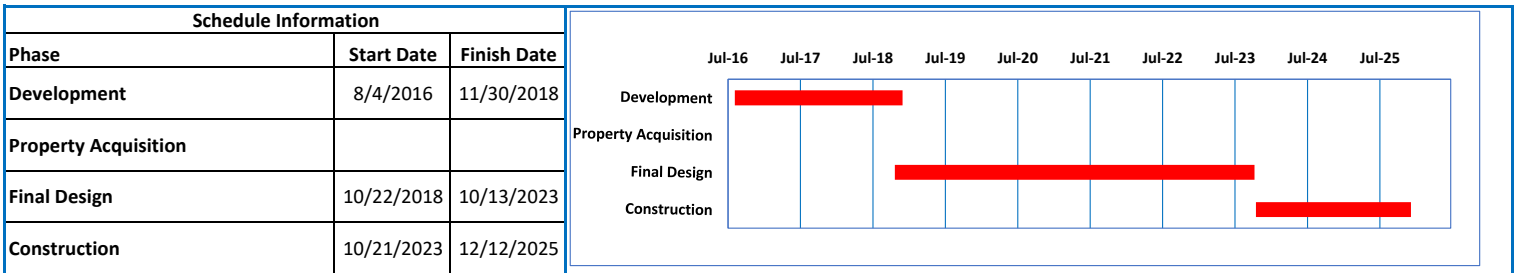 Schedule Information
Phase Start Date Finish Date
Development 8/4/2016 11/30/2018
Property Acquisition
Final Design 10/22/2018 10/13/2023
Construction 10/21/2023 12/12/2025
Jul-16 Jul-17 Jul-18 Jul-19 Jul-20 Jul-21 Jul-22 Jul-23 Jul-24 Jul-25
Development
Property Acquisition
Final Design
Construction